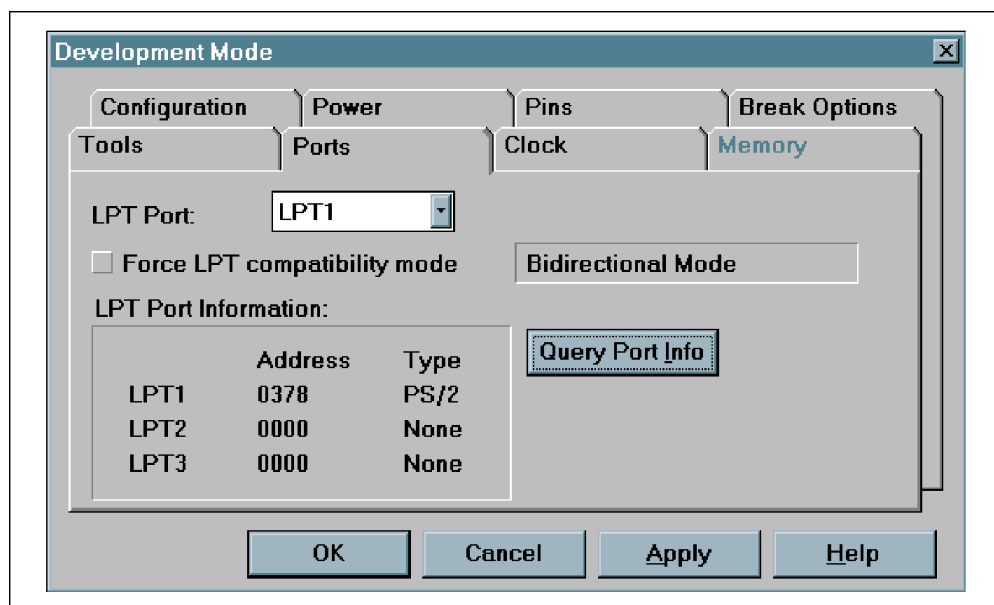 Development Mode
Configuration Power Pins Break Options
Tools Ports Clock Memory
LPT Port: LPT1
Force LPT compatibility mode Bidirectional Mode
LPT Port Information:
Query Port Info
Address Type
LPT1 0378 PS/2
LPT2 0000 None
LPT3 0000 None
OK Cancel Apply Help